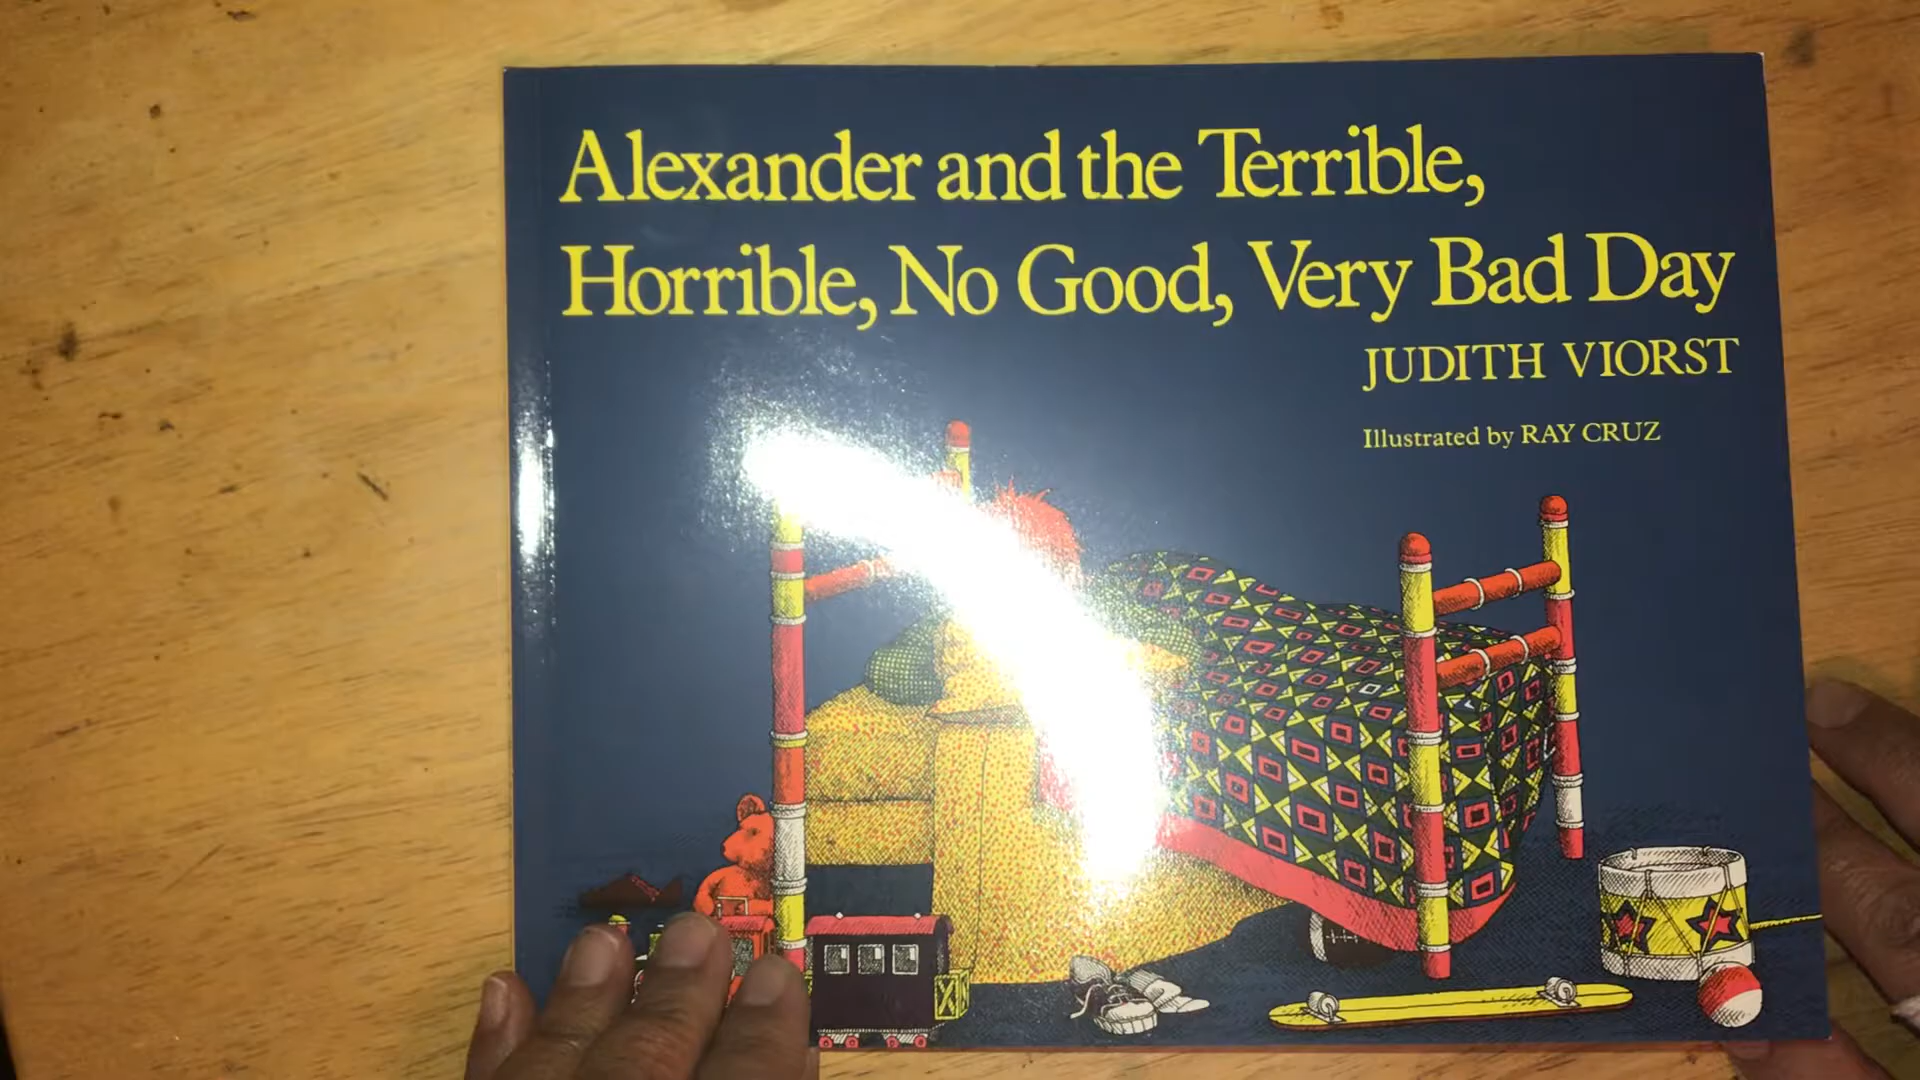 Alexander and the Terrible,
Horrible, No Good, Very Bad Day
JUDITH VIORST
Illustrated by RAY CRUZ